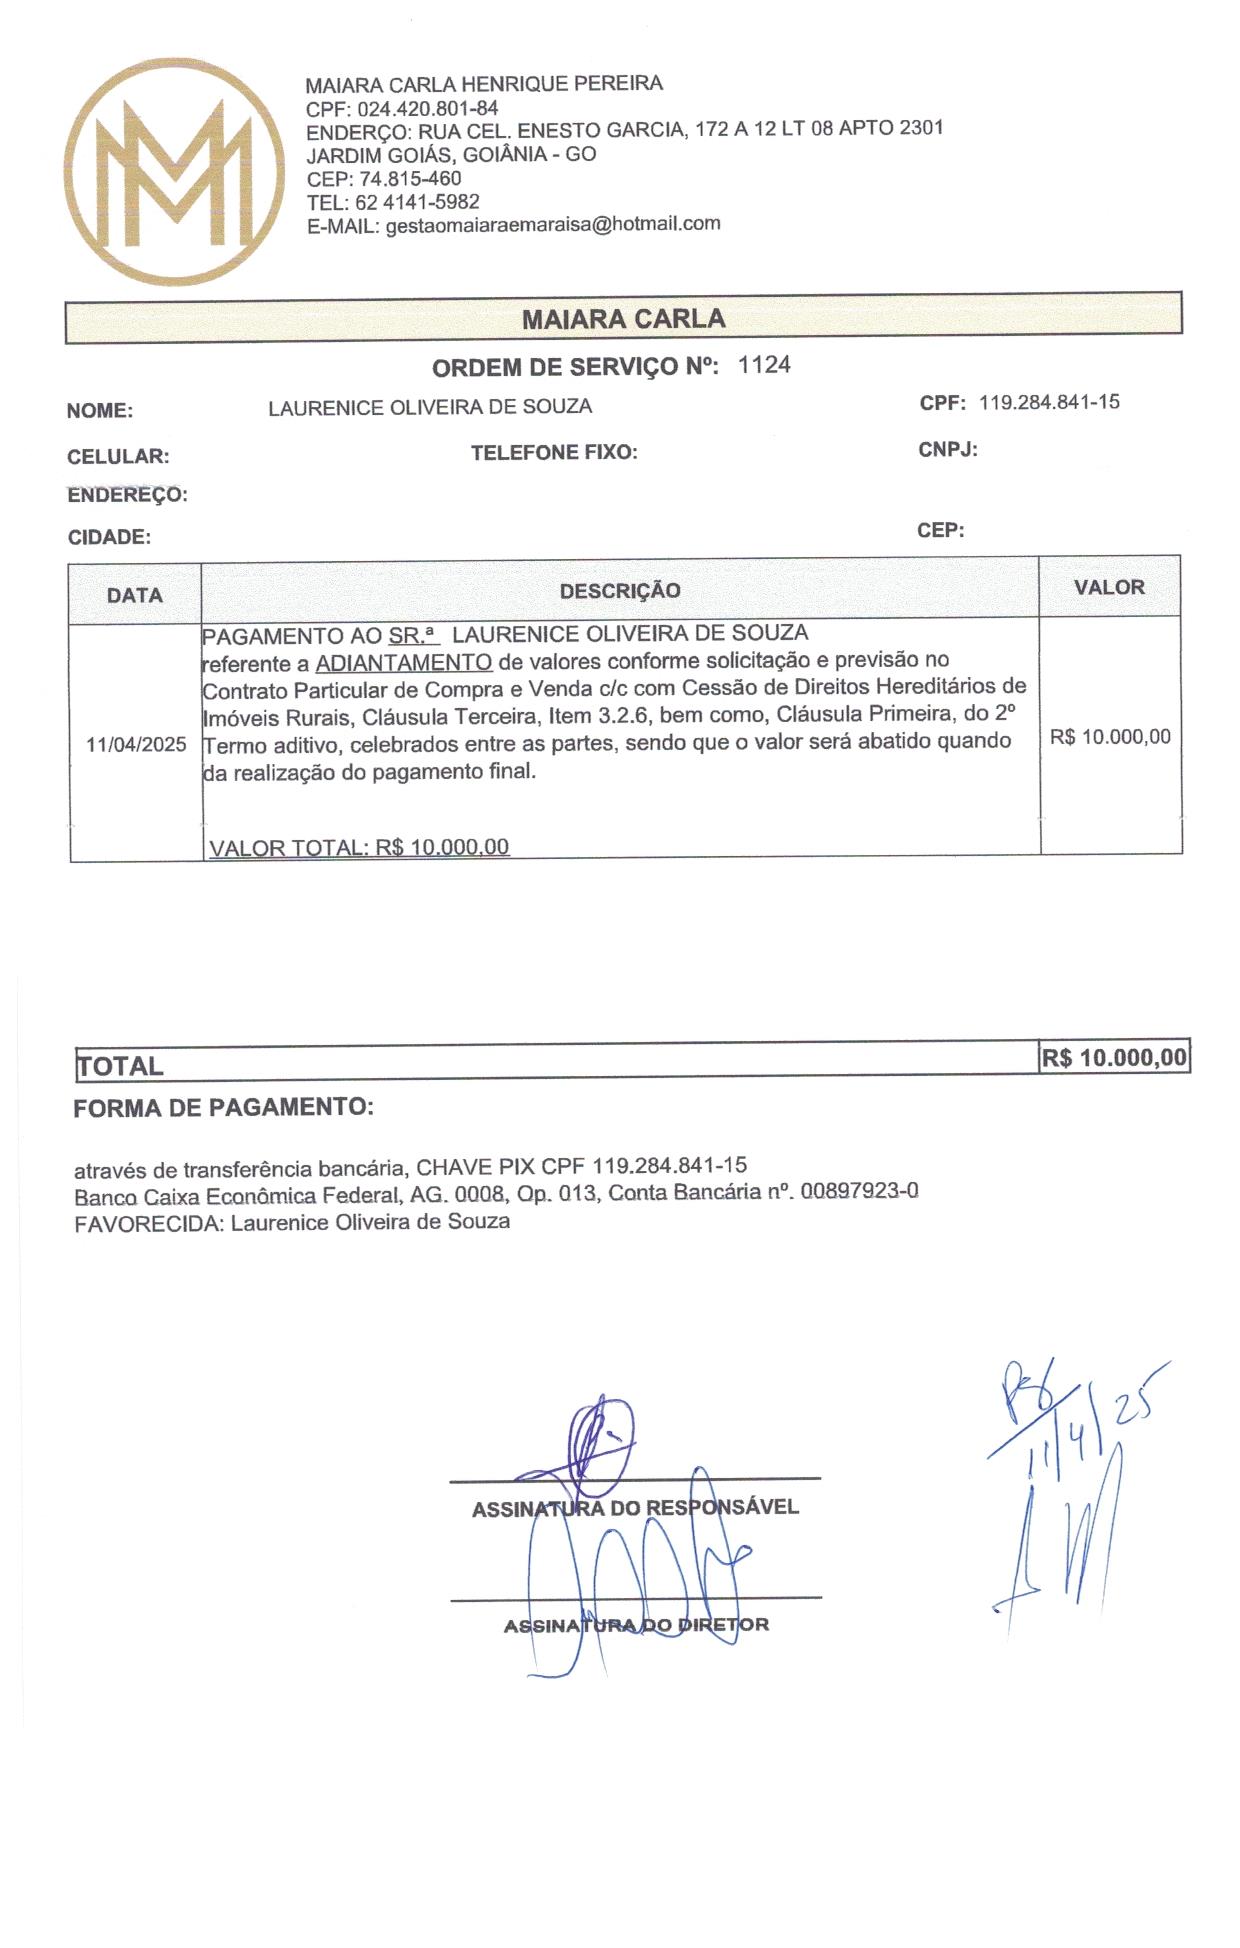 MAIARA CARLA HENRIQUE PEREIRA
CPF: 024.420.801-84
ENDERÇO: RUA CEL. ENESTO GARCIA, 172 A 12 LT 08 APTO 2301
JARDIM GOIÁS, GOIÂNIA - GO
CEP: 74.815-460
TEL: 62 4141-5982
E-MAIL: gestaomaiaraemaraisa@hotmail.com
MAIARA CARLA
ORDEM DE SERVIÇO Nº: 1124
NOME: LAURENICE OLIVEIRA DE SOUZA CPF: 119.284.841-15
CELULAR: TELEFONE FIXO: CNPJ:
ENDEREÇO:
CIDADE: CEP:
DATA DESCRIÇÃO VALOR
PAGAMENTO AO SR.ª LAURENICE OLIVEIRA DE SOUZA
referente a ADIANTAMENTO de valores conforme solicitação e previsão no
Contrato Particular de Compra e Venda c/c com Cessão de Direitos Hereditários de
Imóveis Rurais, Cláusula Terceira, Item 3.2.6, bem como, Cláusula Primeira, do 2º
11/04/2025 Termo aditivo, celebrados entre as partes, sendo que o valor será abatido quando R$ 10.000,00
da realização do pagamento final.
VALOR TOTAL: R$ 10.000,00
TOTAL R$ 10.000,00
FORMA DE PAGAMENTO:
através de transferência bancária, CHAVE PIX CPF 119.284.841-15
Banco Caixa Econômica Federal, AG. 0008, Op. 013, Conta Bancária nº. 00897923-0
FAVORECIDA: Laurenice Oliveira de Souza
11/4/25
ASSINATURA DO RESPONSÁVEL
ASSINATURA DO DIRETOR